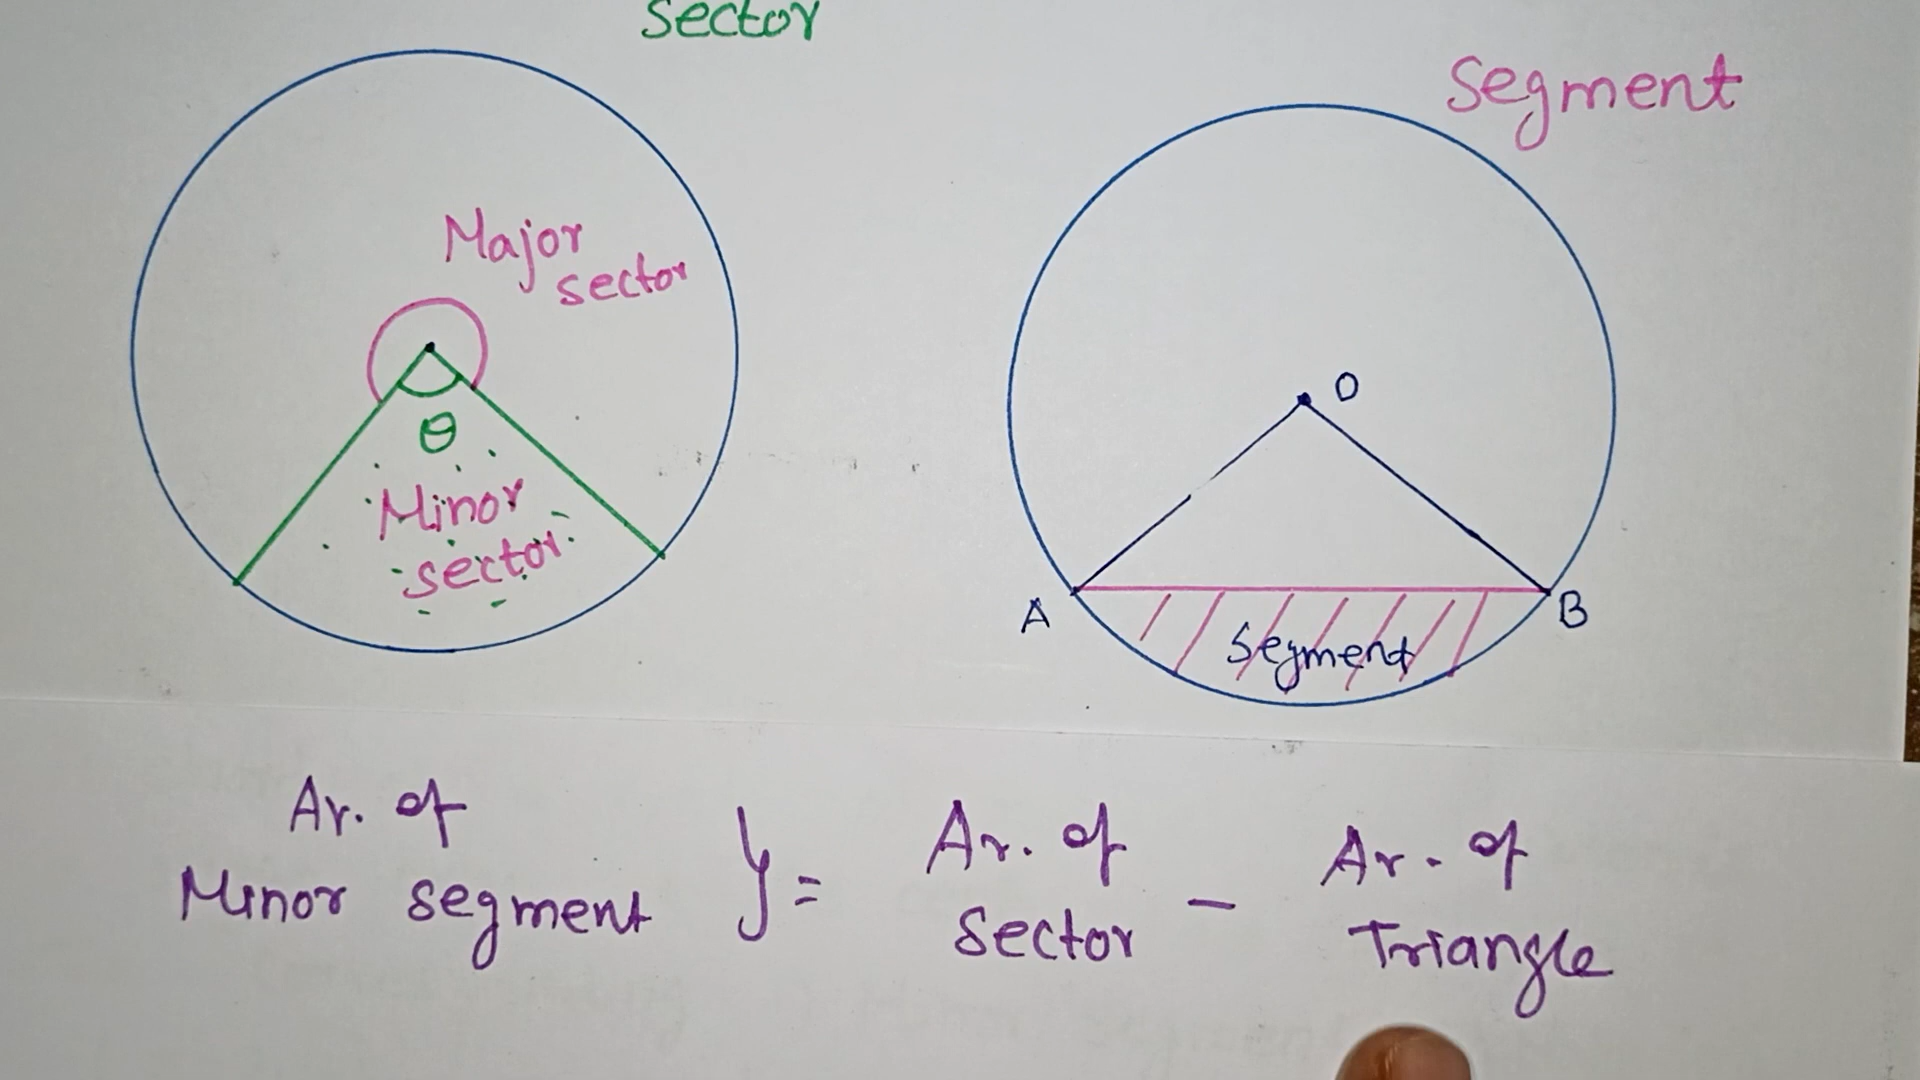 Sector
Major
sector
θ
Minor
sector
Segment
O
A
B
Segment
Ar. of
Minor segment
} =
Ar. of
Sector
-
Ar. of
Triangle